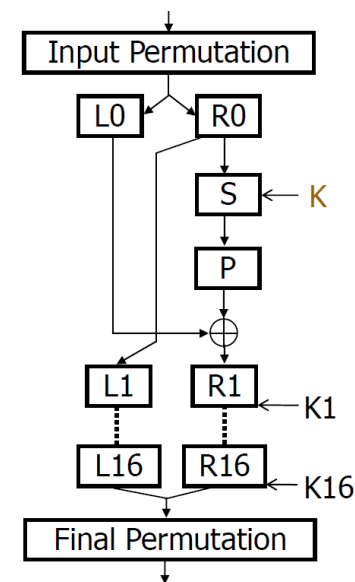 Input Permutation
L0 R0
S K
P
L1 R1
K1
L16 R16
K16
Final Permutation